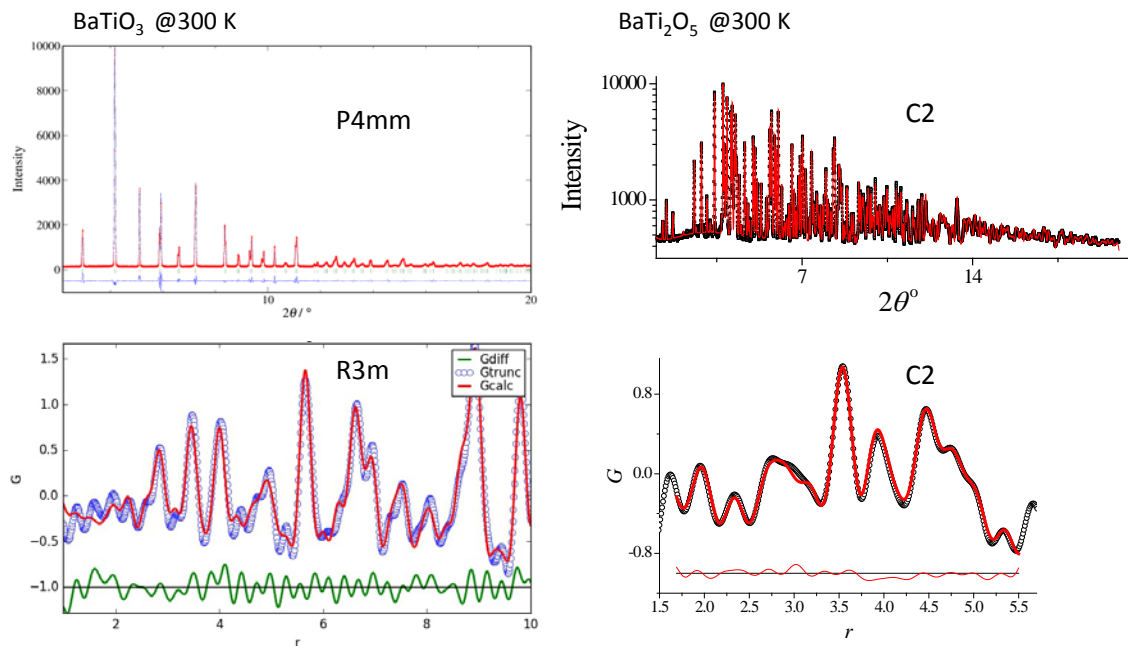 BaTiO₃ @300 K
10000
8000
6000
4000
2000
0
Intensity
P4mm
10
20
2θ / °
BaTi₂O₅ @300 K
10000
1000
Intensity
C2
7
14
2θ°
1.5
1.0
0.5
0.0
−0.5
−1.0
G
R3m
Gdiff
Gtrunc
Gcalc
2
4
6
8
10
r
0.8
0.0
-0.8
G
C2
1.5
2.0
2.5
3.0
3.5
4.0
4.5
5.0
5.5
r